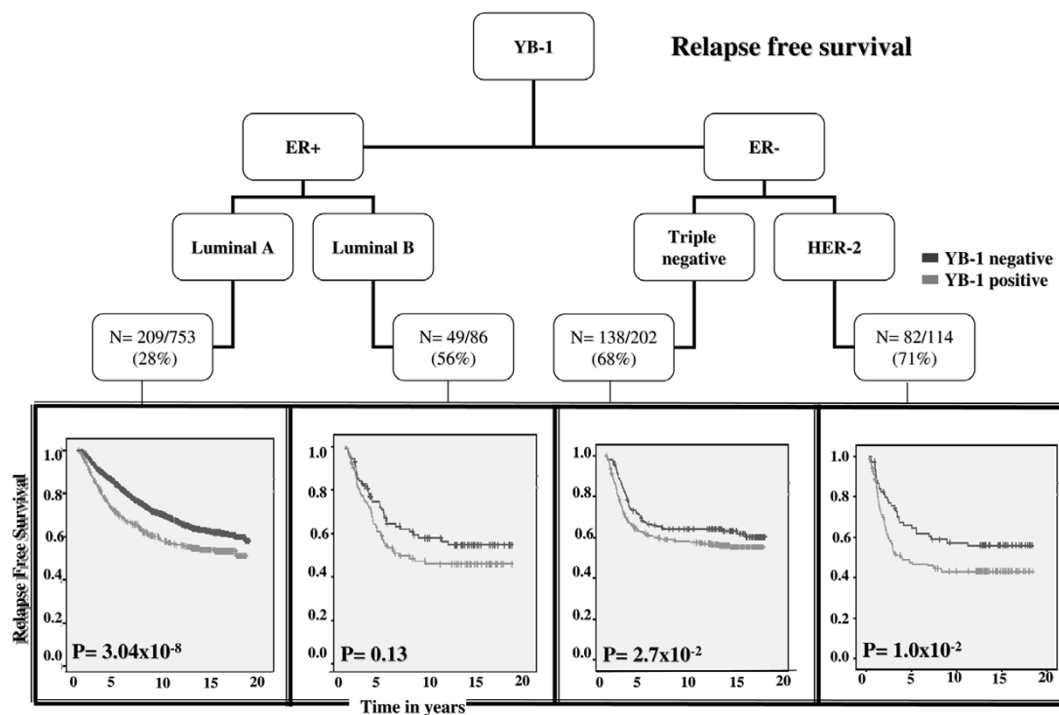 YB-1
Relapse free survival
ER+
ER-
Luminal A
Luminal B
Triple
negative
HER-2
YB-1 negative
YB-1 positive
N= 209/753
(28%)
N= 49/86
(56%)
N= 138/202
(68%)
N= 82/114
(71%)
Relapse Free Survival
1.0
0.8
0.6
0.4
0.2
0.0
P= 3.04x10-8
0 5 10 15 20
1.0
0.8
0.6
0.4
0.2
0.0
P= 0.13
0 5 10 15 20
1.0
0.8
0.6
0.4
0.2
0.0
P= 2.7x10-2
0 5 10 15 20
1.0
0.8
0.6
0.4
0.2
0.0
P= 1.0x10-2
0 5 10 15 20
Time in years